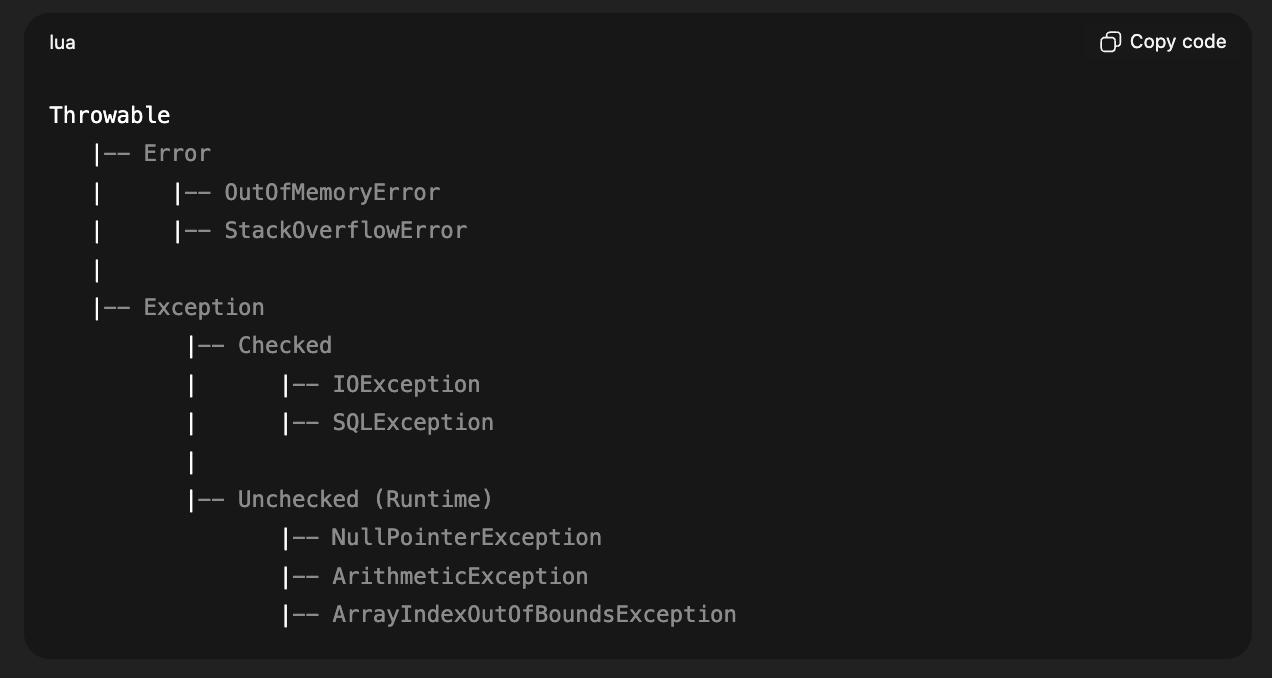 lua
Copy code
Throwable
   |-- Error
   |     |-- OutOfMemoryError
   |     |-- StackOverflowError
   |
   |-- Exception
          |-- Checked
          |      |-- IOException
          |      |-- SQLException
          |
          |-- Unchecked (Runtime)
                 |-- NullPointerException
                 |-- ArithmeticException
                 |-- ArrayIndexOutOfBoundsException